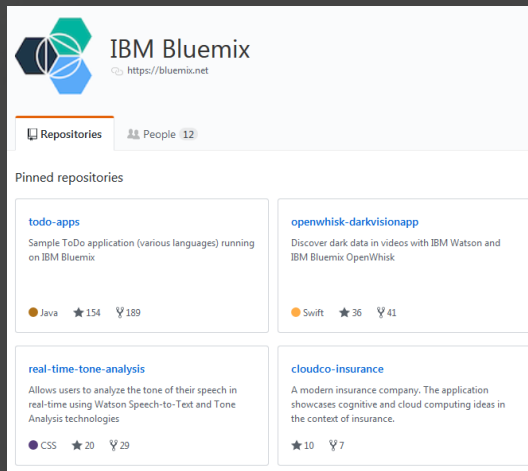 IBM Bluemix
https://bluemix.net
Repositories
People 12
Pinned repositories
todo-apps
Sample ToDo application (various languages) running
on IBM Bluemix
Java 154 189
openwhisk-darkvisionapp
Discover dark data in videos with IBM Watson and
IBM Bluemix OpenWhisk
Swift 36 41
real-time-tone-analysis
Allows users to analyze the tone of their speech in
real-time using Watson Speech-to-Text and Tone
Analysis technologies
CSS 20 29
cloudco-insurance
A modern insurance company. The application
showcases cognitive and cloud computing ideas in
the context of insurance.
10 7